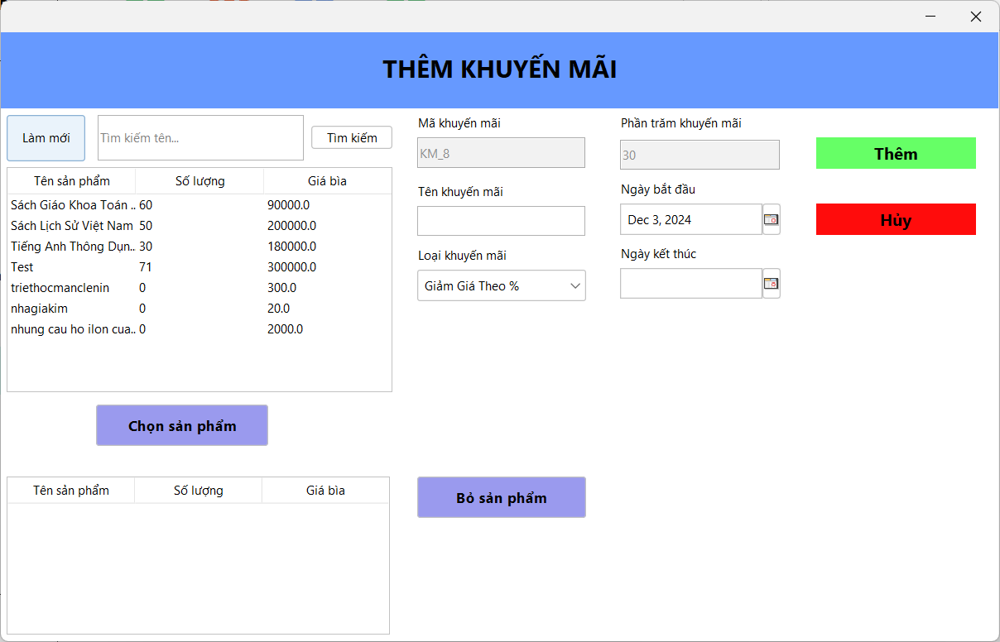 THÊM KHUYẾN MÃI
Làm mới
Tìm kiếm tên...
Tìm kiếm
Tên sản phẩm Số lượng Giá bìa
Sách Giáo Khoa Toán .. 60 90000.0
Sách Lịch Sử Việt Nam 50 200000.0
Tiếng Anh Thông Dụn.. 30 180000.0
Test 71 300000.0
triethocmanclenin 0 300.0
nhagiakim 0 20.0
nhung cau ho ilon cua.. 0 2000.0
Chọn sản phẩm
Tên sản phẩm Số lượng Giá bìa
Mã khuyến mãi
KM_8
Tên khuyến mãi
Loại khuyến mãi
Giảm Giá Theo %
Phần trăm khuyến mãi
30
Ngày bắt đầu
Dec 3, 2024
Ngày kết thúc
Thêm
Hủy
Bỏ sản phẩm